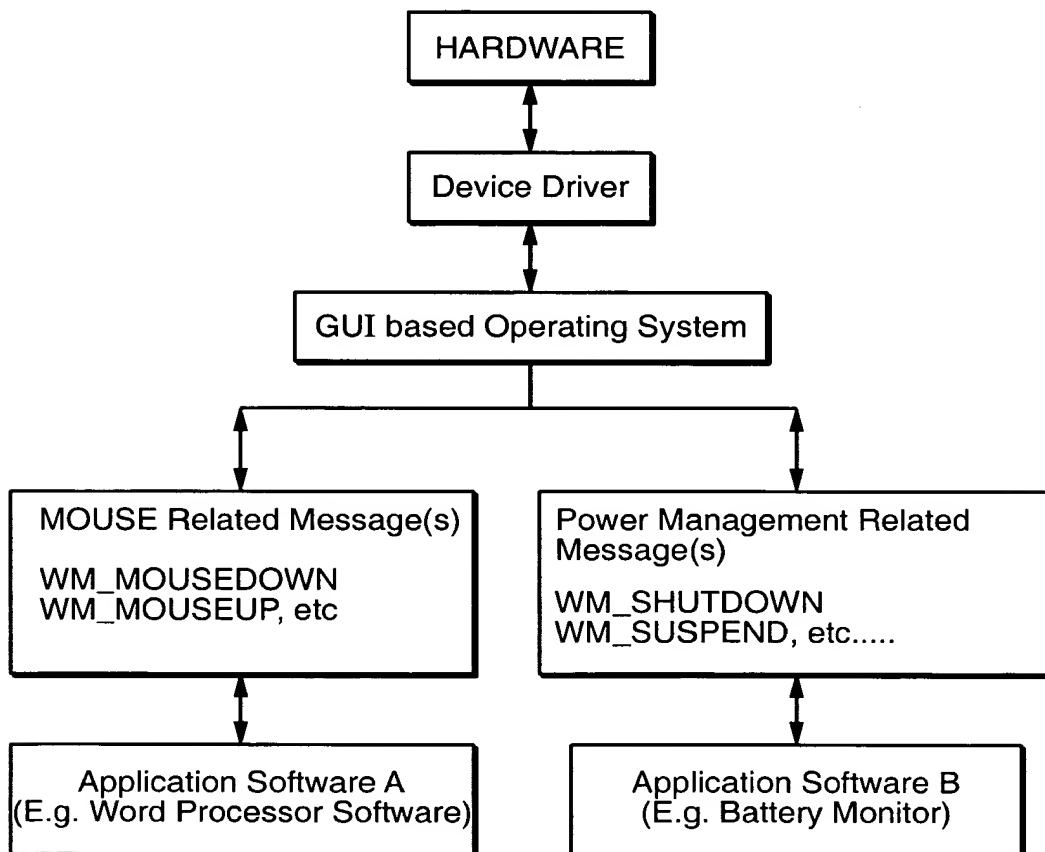 HARDWARE
Device Driver
GUI based Operating System
MOUSE Related Message(s)
WM_MOUSEDOWN
WM_MOUSEUP, etc
Power Management Related
Message(s)
WM_SHUTDOWN
WM_SUSPEND, etc.....
Application Software A
(E.g. Word Processor Software)
Application Software B
(E.g. Battery Monitor)